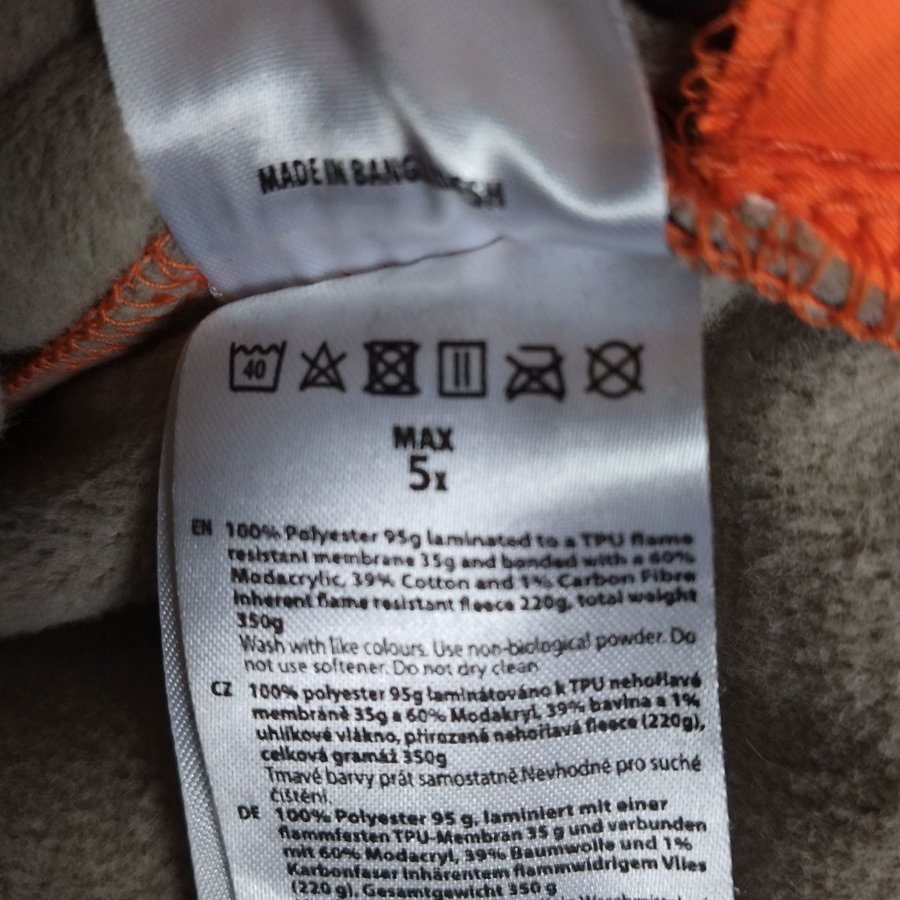 MADE IN BANGLADESH
40
MAX
5x
EN 100% Polyester 95g laminated to a TPU flame
resistant membrane 35g and bonded with a 60%
Modacrylic, 39% Cotton and 1% Carbon Fibre
Inherent flame resistant fleece 220g, total weight
350g
Wash with like colours. Use non-biological powder. Do
not use softener. Do not dry clean
CZ 100% polyester 95g laminátováno k TPU nehořlavé
membráně 35g a 60% Modakryl, 39% bavlna a 1%
uhlíkové vlákno, přirozeně nehořlavá fleece (220g),
celková gramáž 350g
Tmavé barvy prát samostatně.Nevhodné pro suché
čištění.
DE 100% Polyester 95 g, laminiert mit einer
flammfesten TPU-Membran 35 g und verbunden
mit 60% Modacryl, 39% Baumwolle und 1%
Karbonfaser inhärentem flammwidrigem Vlies
(220 g). Gesamtgewicht 350 g